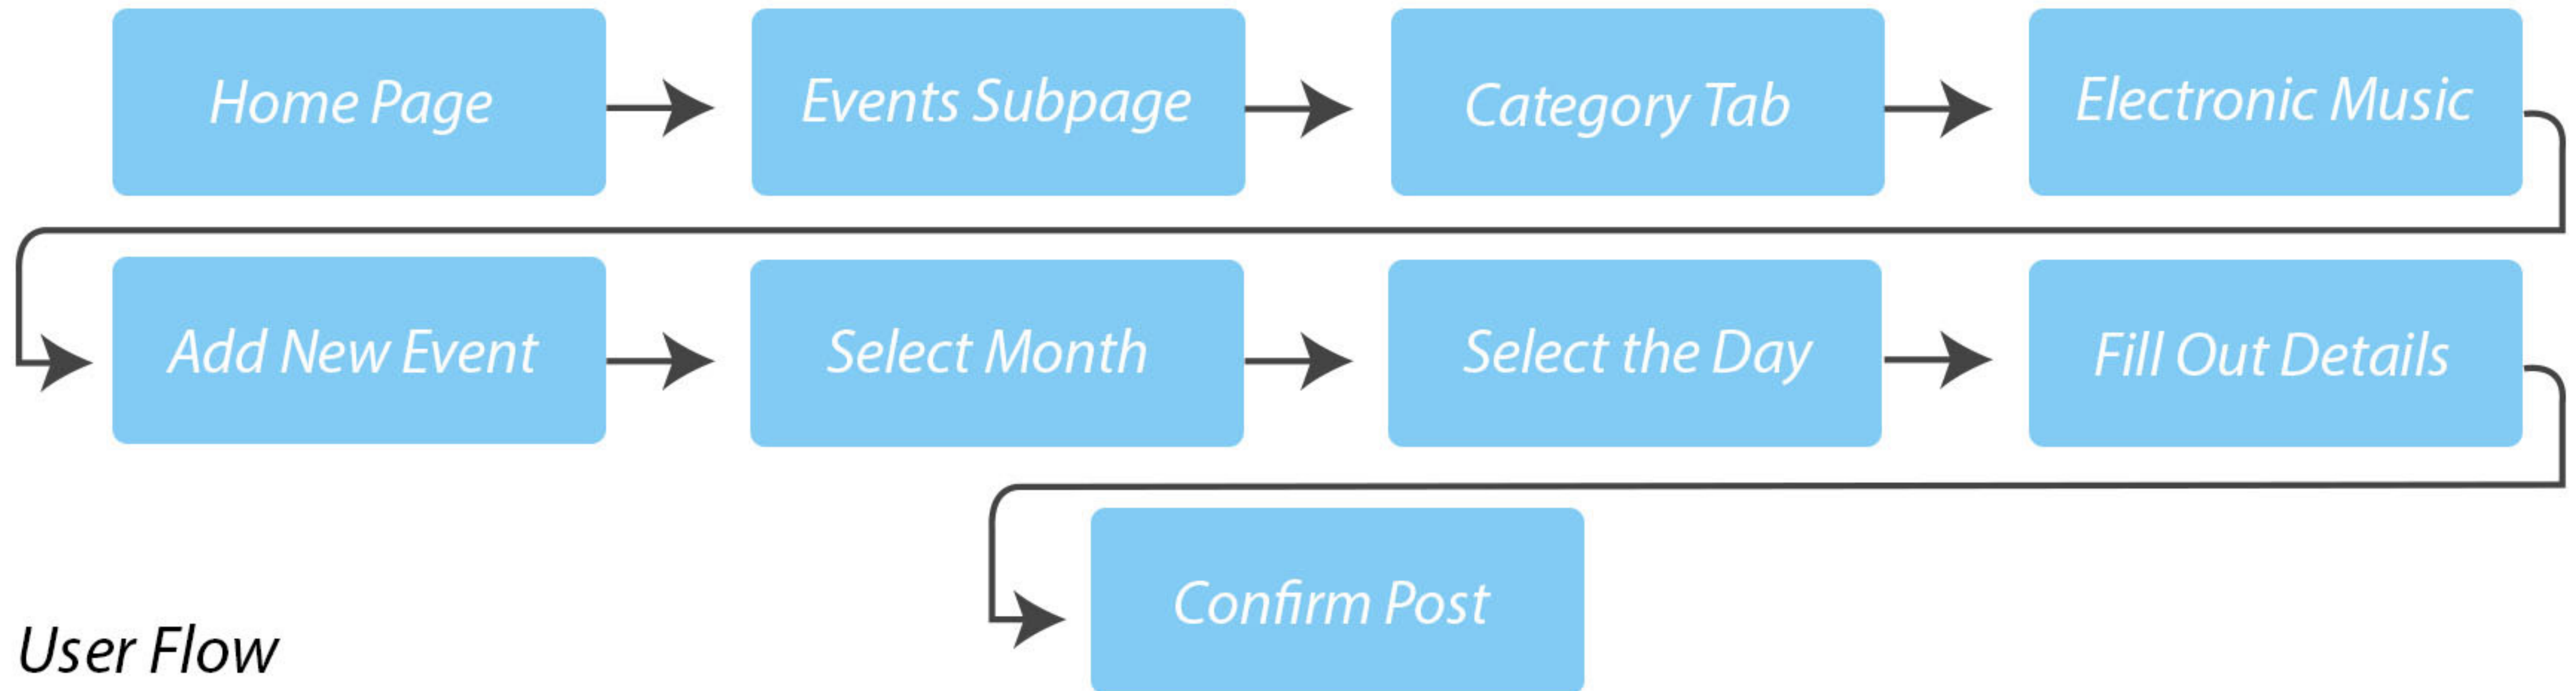 Home Page
Events Subpage
Category Tab
Electronic Music
Add New Event
Select Month
Select the Day
Fill Out Details
Confirm Post
User Flow